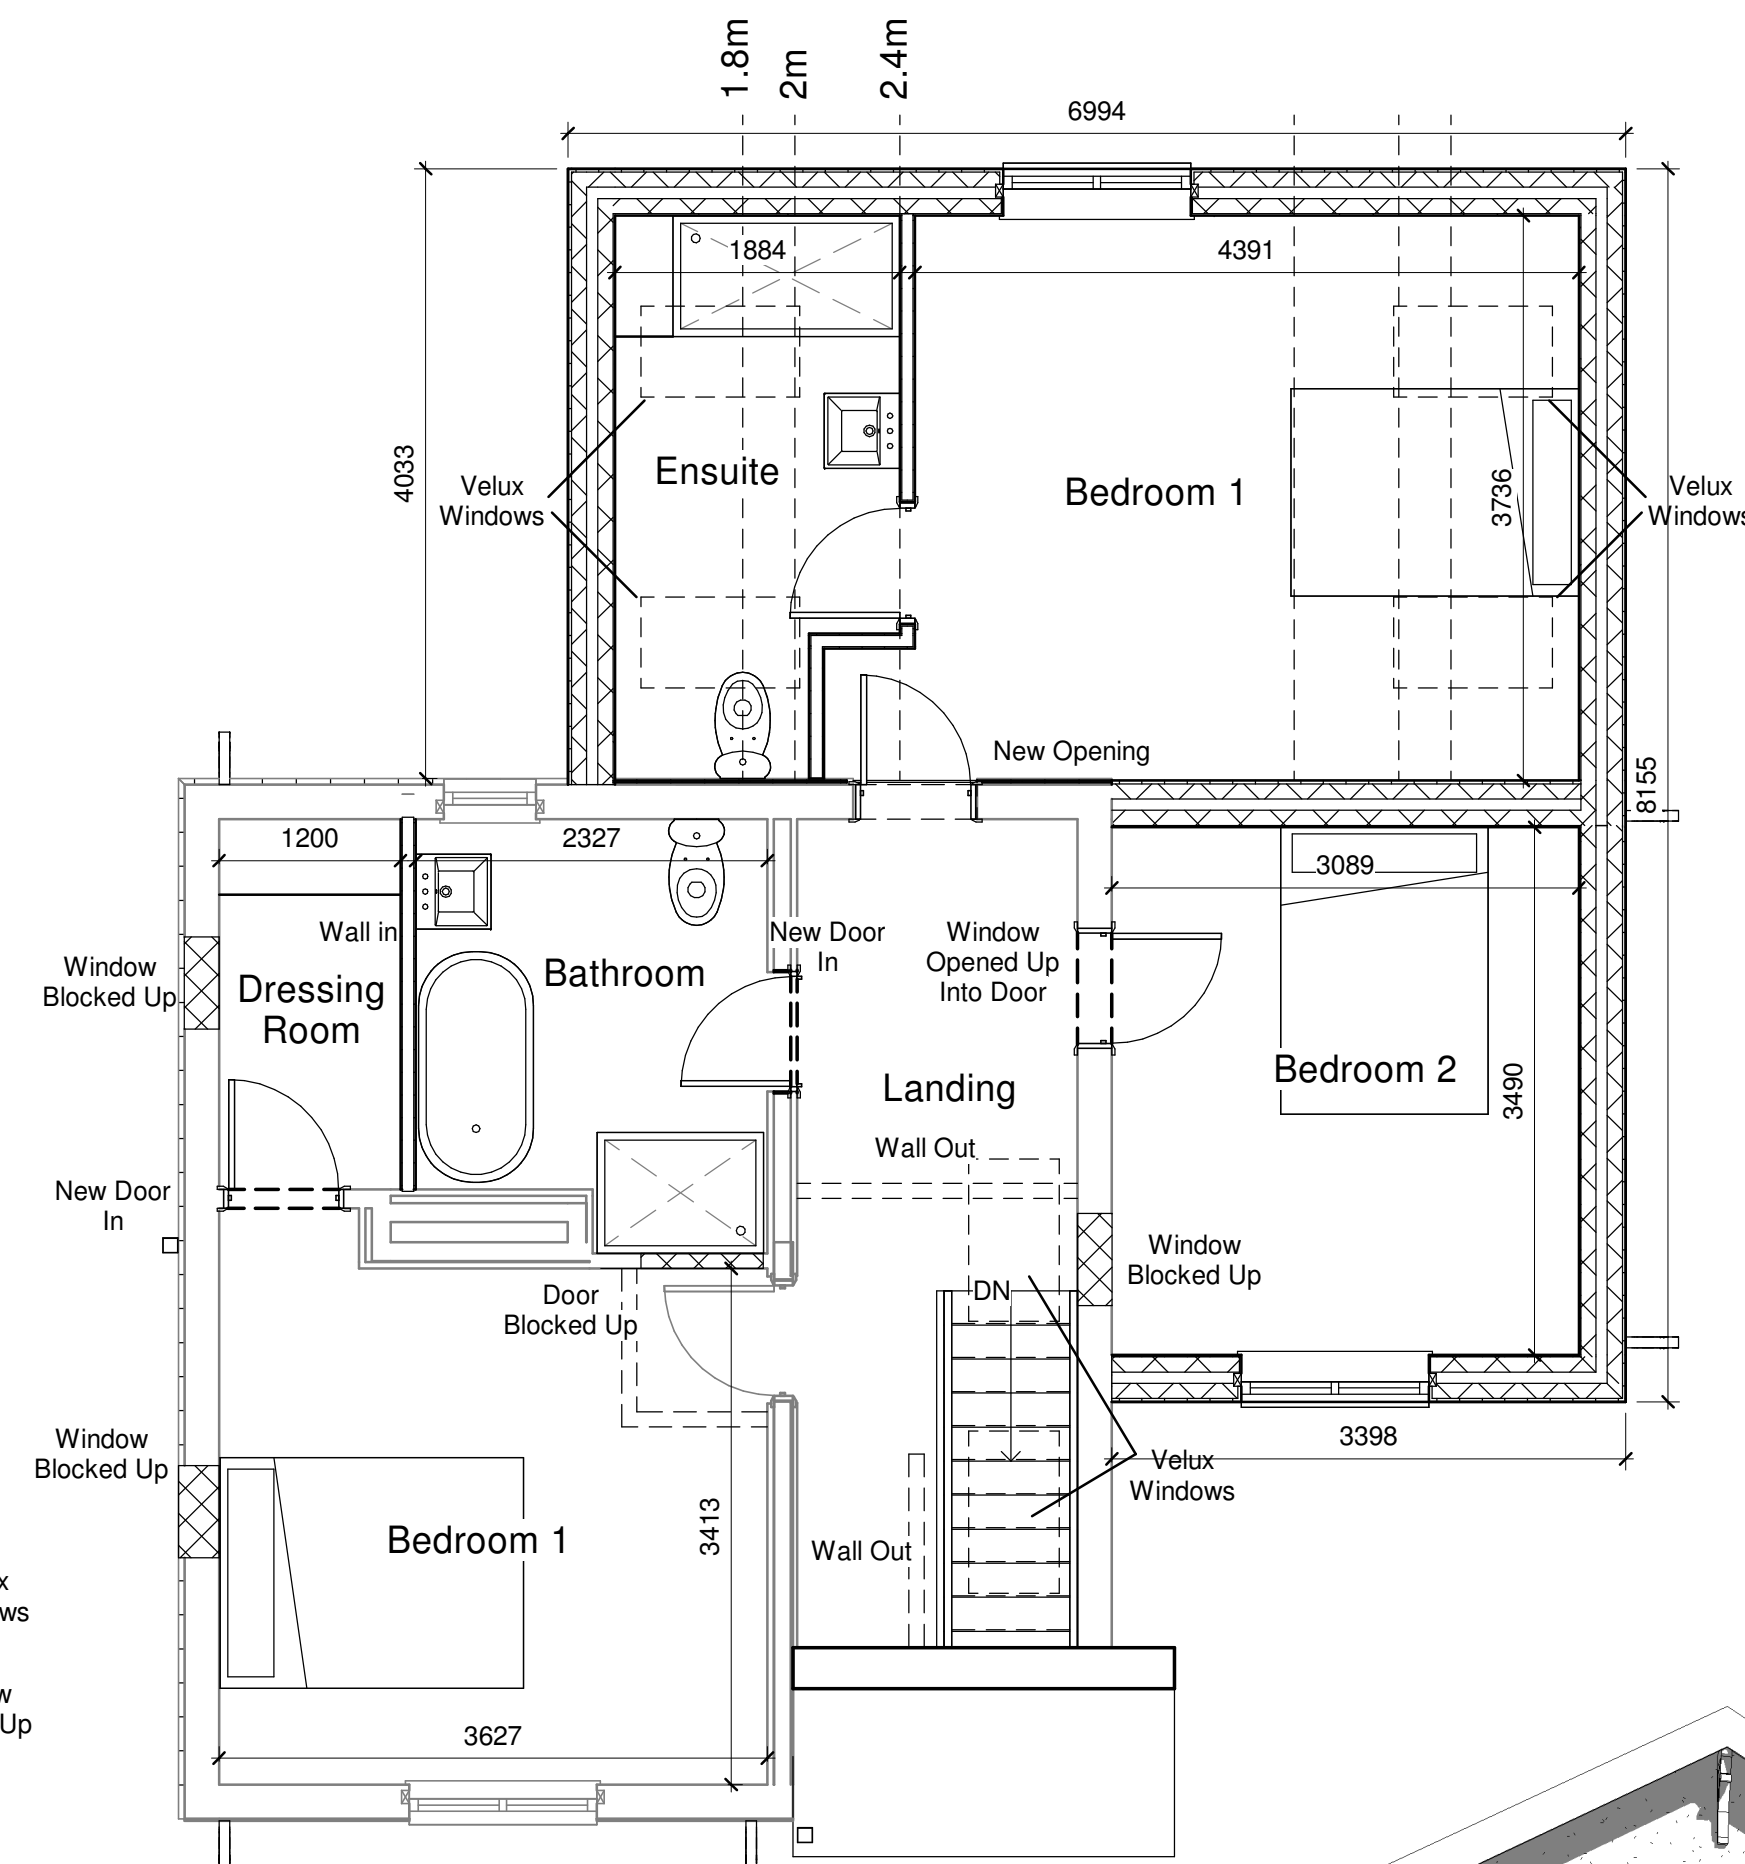 1.8m
2m
2.4m
6994
1884
4391
4033
Velux
Windows
Ensuite
Bedroom 1
3736
Velux
Windows
New Opening
8155
1200
2327
3089
Wall in
New Door
In
Window
Opened Up
Into Door
Window
Blocked Up
Dressing
Room
Bathroom
Landing
Bedroom 2
3490
Wall Out
New Door
In
Window
Blocked Up
DN
Door
Blocked Up
Window
Blocked Up
3398
Velux
Windows
3413
Bedroom 1
Wall Out
x
ws
w
Up
3627